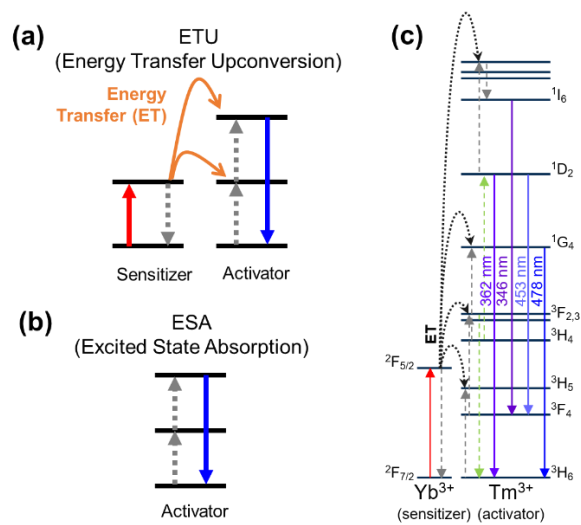 (a)
ETU
(Energy Transfer Upconversion)
Energy
Transfer (ET)
Sensitizer
Activator
(b)
ESA
(Excited State Absorption)
Activator
(c)
¹I₆
¹D₂
¹G₄
362 nm
346 nm
453 nm
478 nm
³F₂,₃
ET
³H₄
²F₅/₂
³H₅
³F₄
²F₇/₂
³H₆
Yb³⁺ Tm³⁺
(sensitizer) (activator)